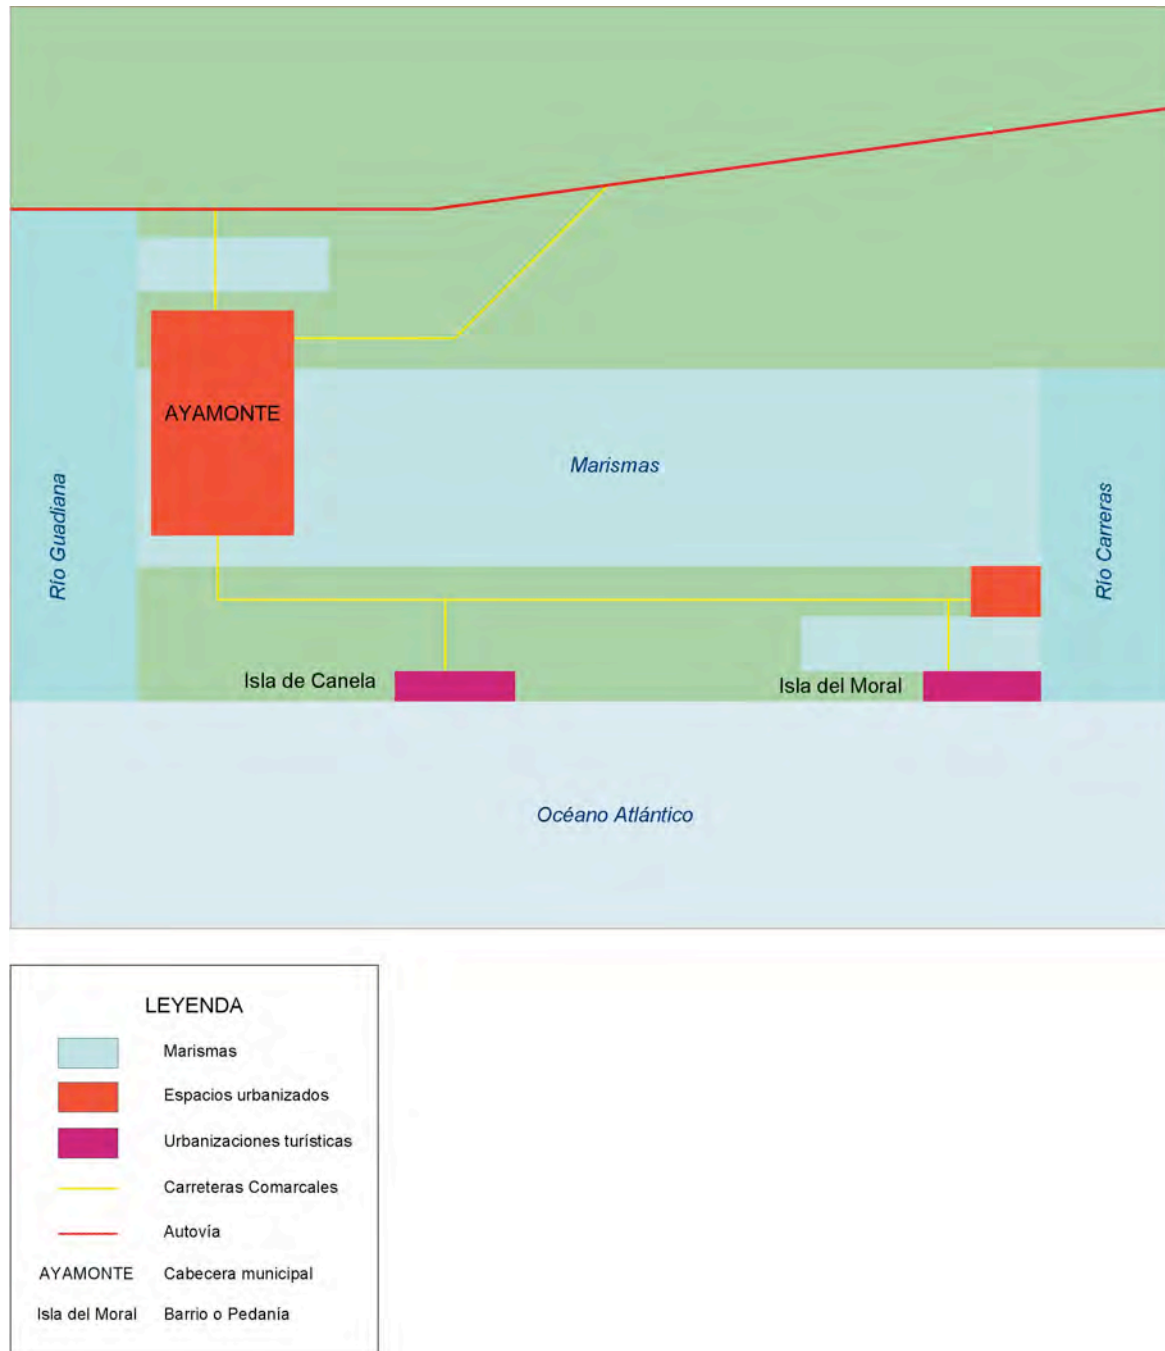 AYAMONTE
Marismas
Río Guadiana
Río Carreras
Isla de Canela
Isla del Moral
Océano Atlántico
LEYENDA
Marismas
Espacios urbanizados
Urbanizaciones turísticas
Carreteras Comarcales
Autovía
AYAMONTE Cabecera municipal
Isla del Moral Barrio o Pedanía